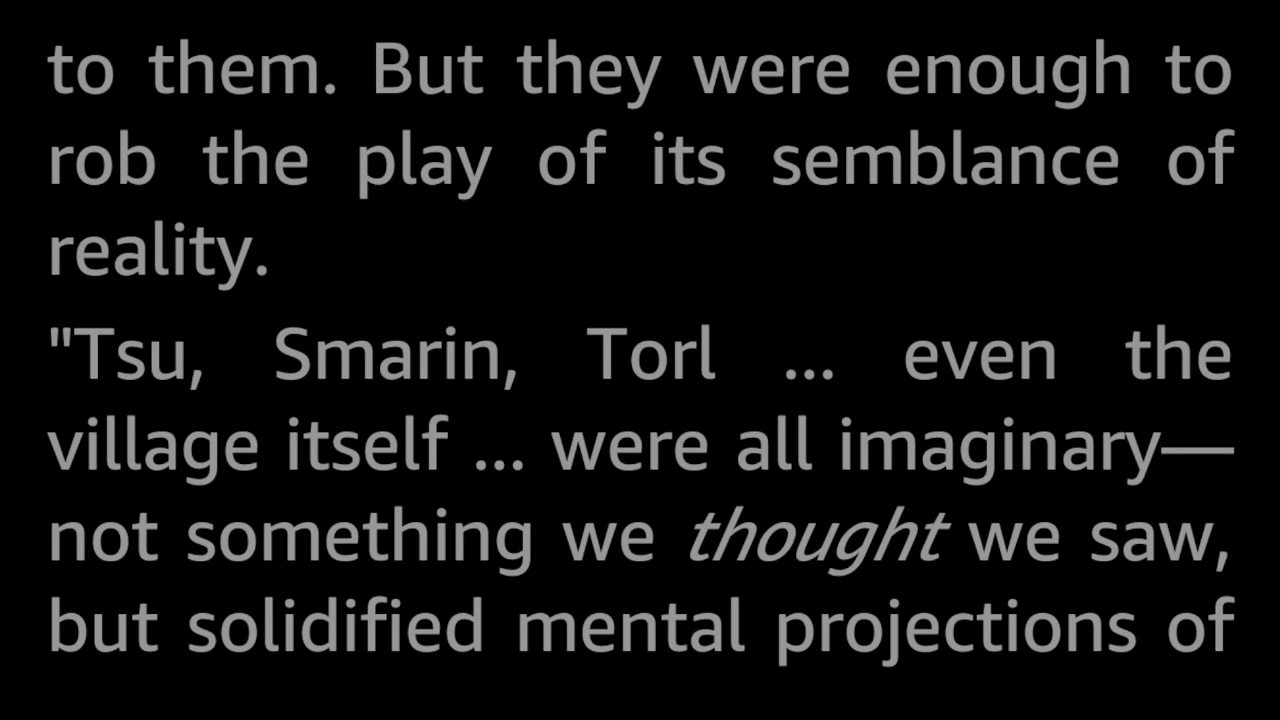 to them. But they were enough to
rob the play of its semblance of
reality.
"Tsu, Smarin, Torl ... even the
village itself ... were all imaginary—
not something we thought we saw,
but solidified mental projections of